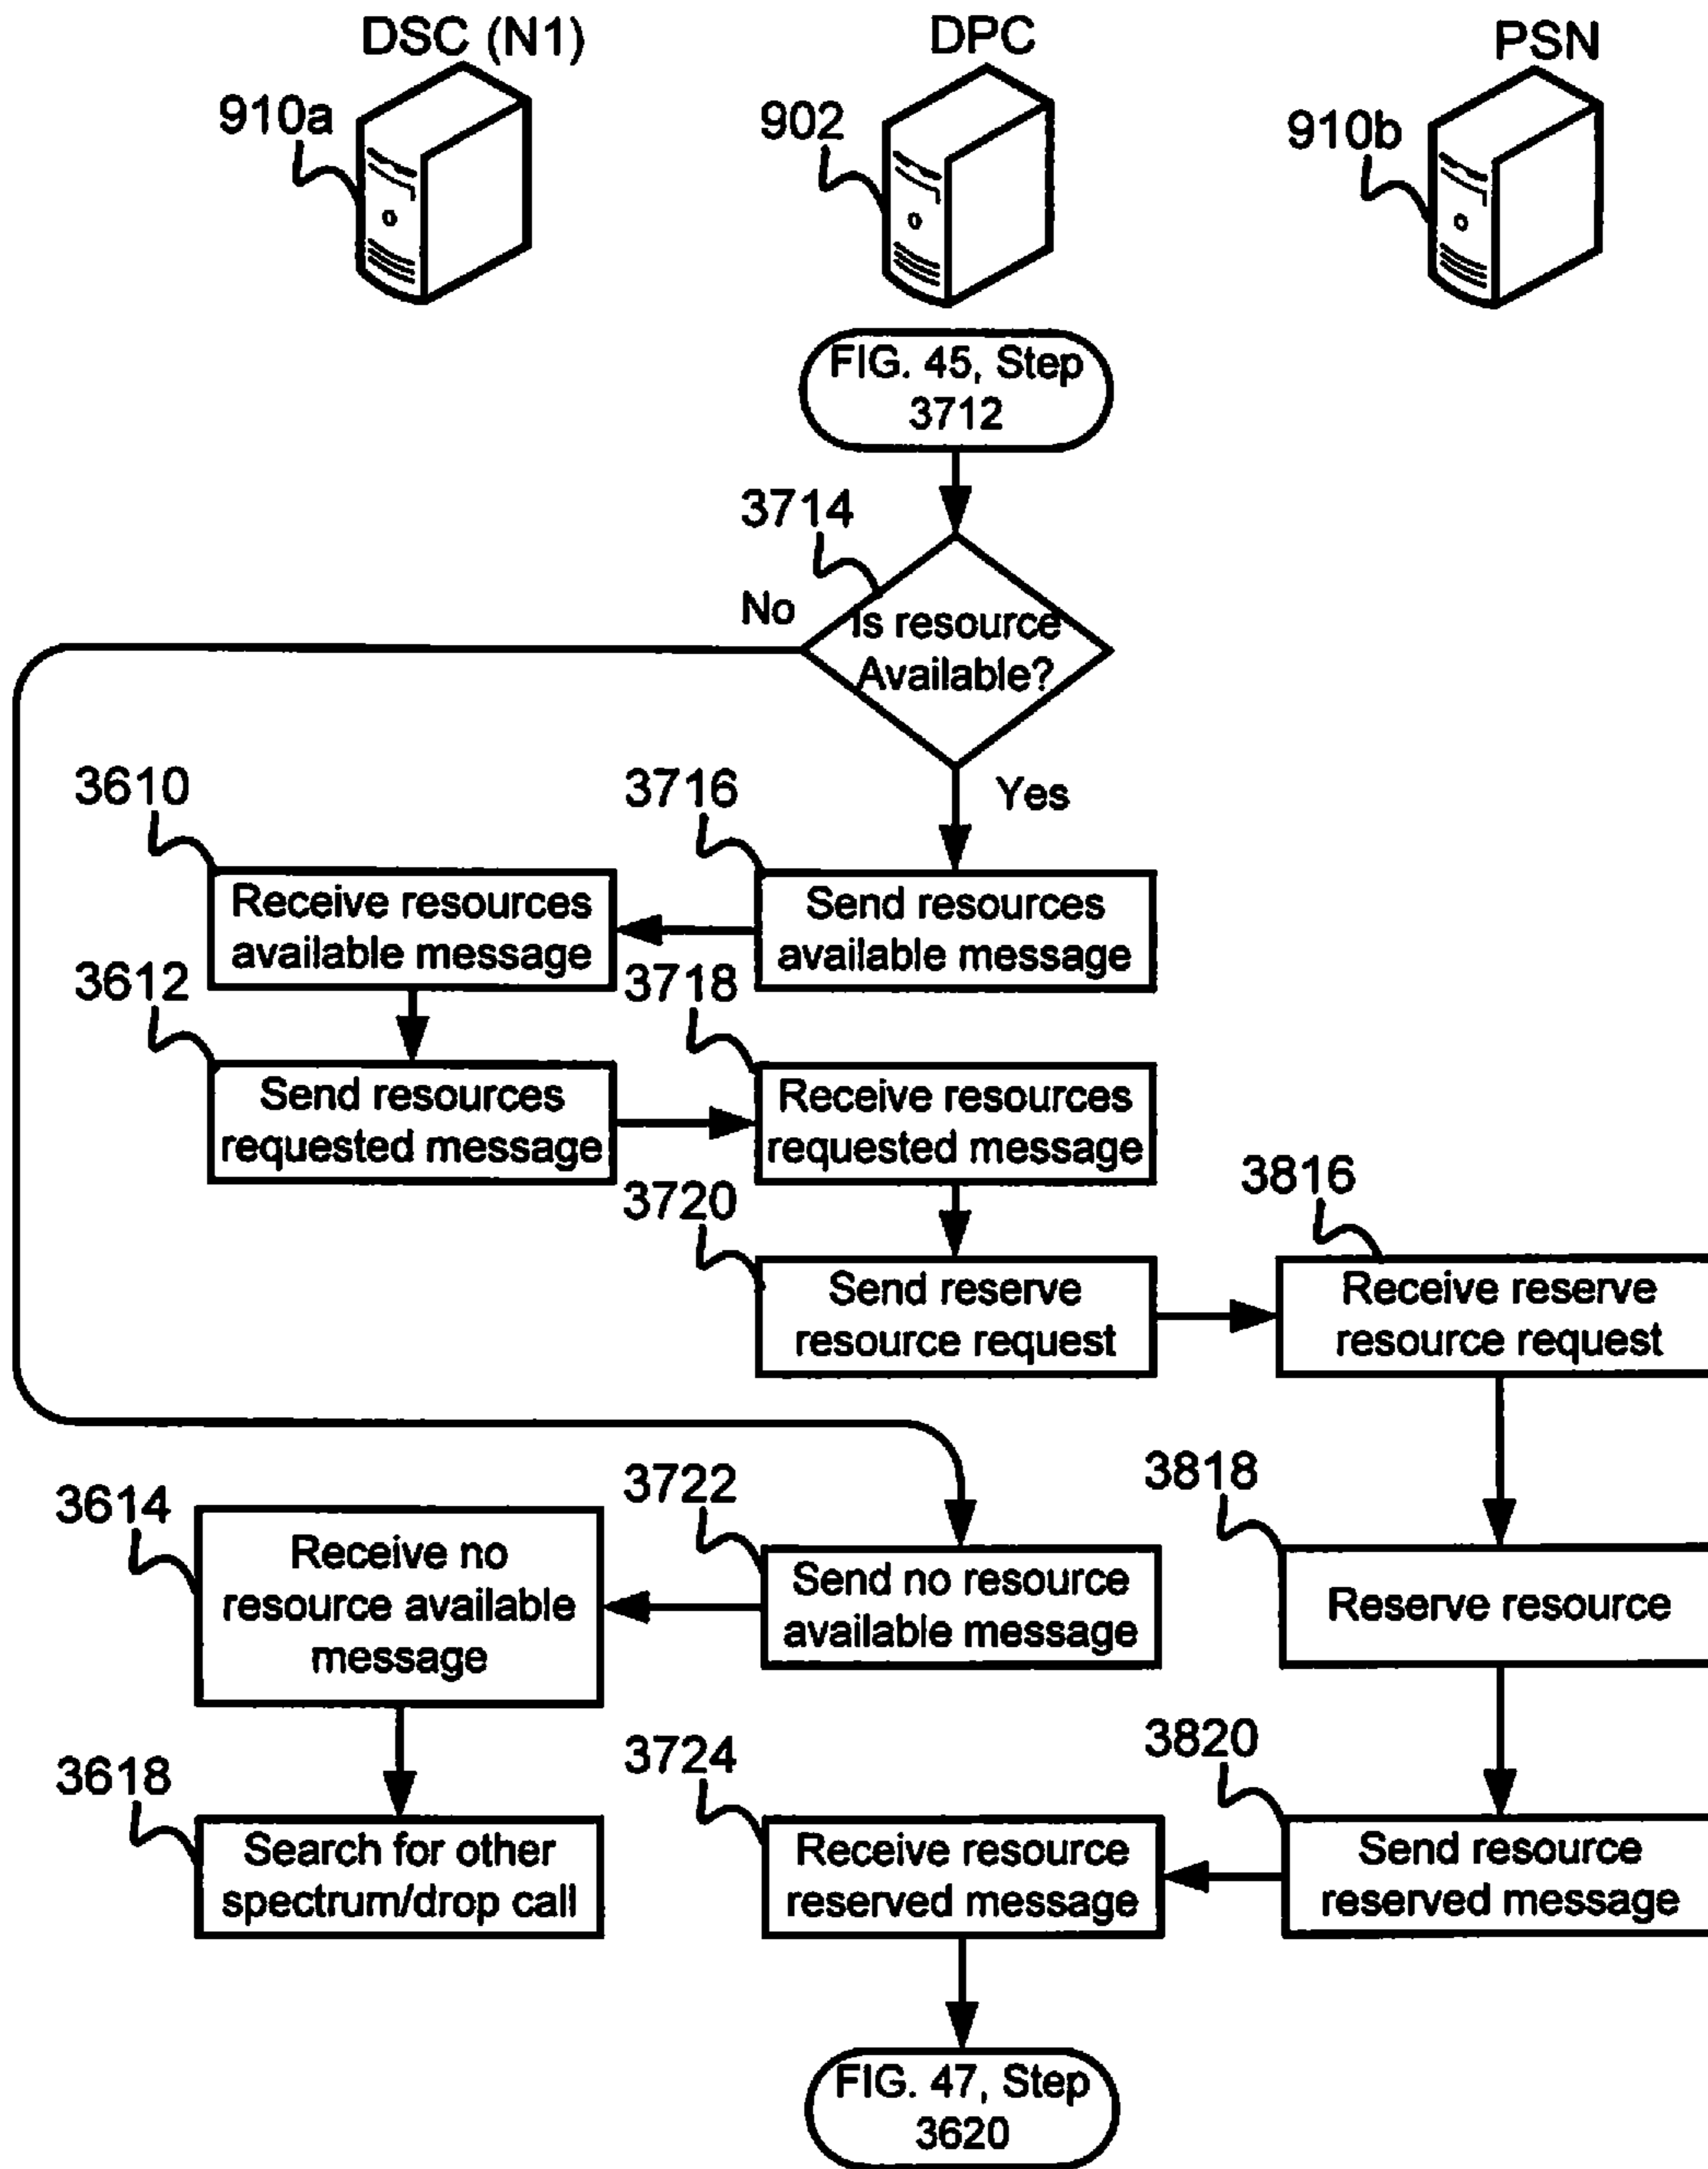 DSC (N1)
DPC
PSN
910a
902
910b
FIG. 45, Step
3712
3714
No
Is resource
Available?
Yes
3610
3716
Receive resources
available message
Send resources
available message
3612
3718
Send resources
requested message
Receive resources
requested message
3720
3816
Send reserve
resource request
Receive reserve
resource request
3614
3722
3818
Receive no
resource available
message
Send no resource
available message
Reserve resource
3618
3724
3820
Search for other
spectrum/drop call
Receive resource
reserved message
Send resource
reserved message
FIG. 47, Step
3620